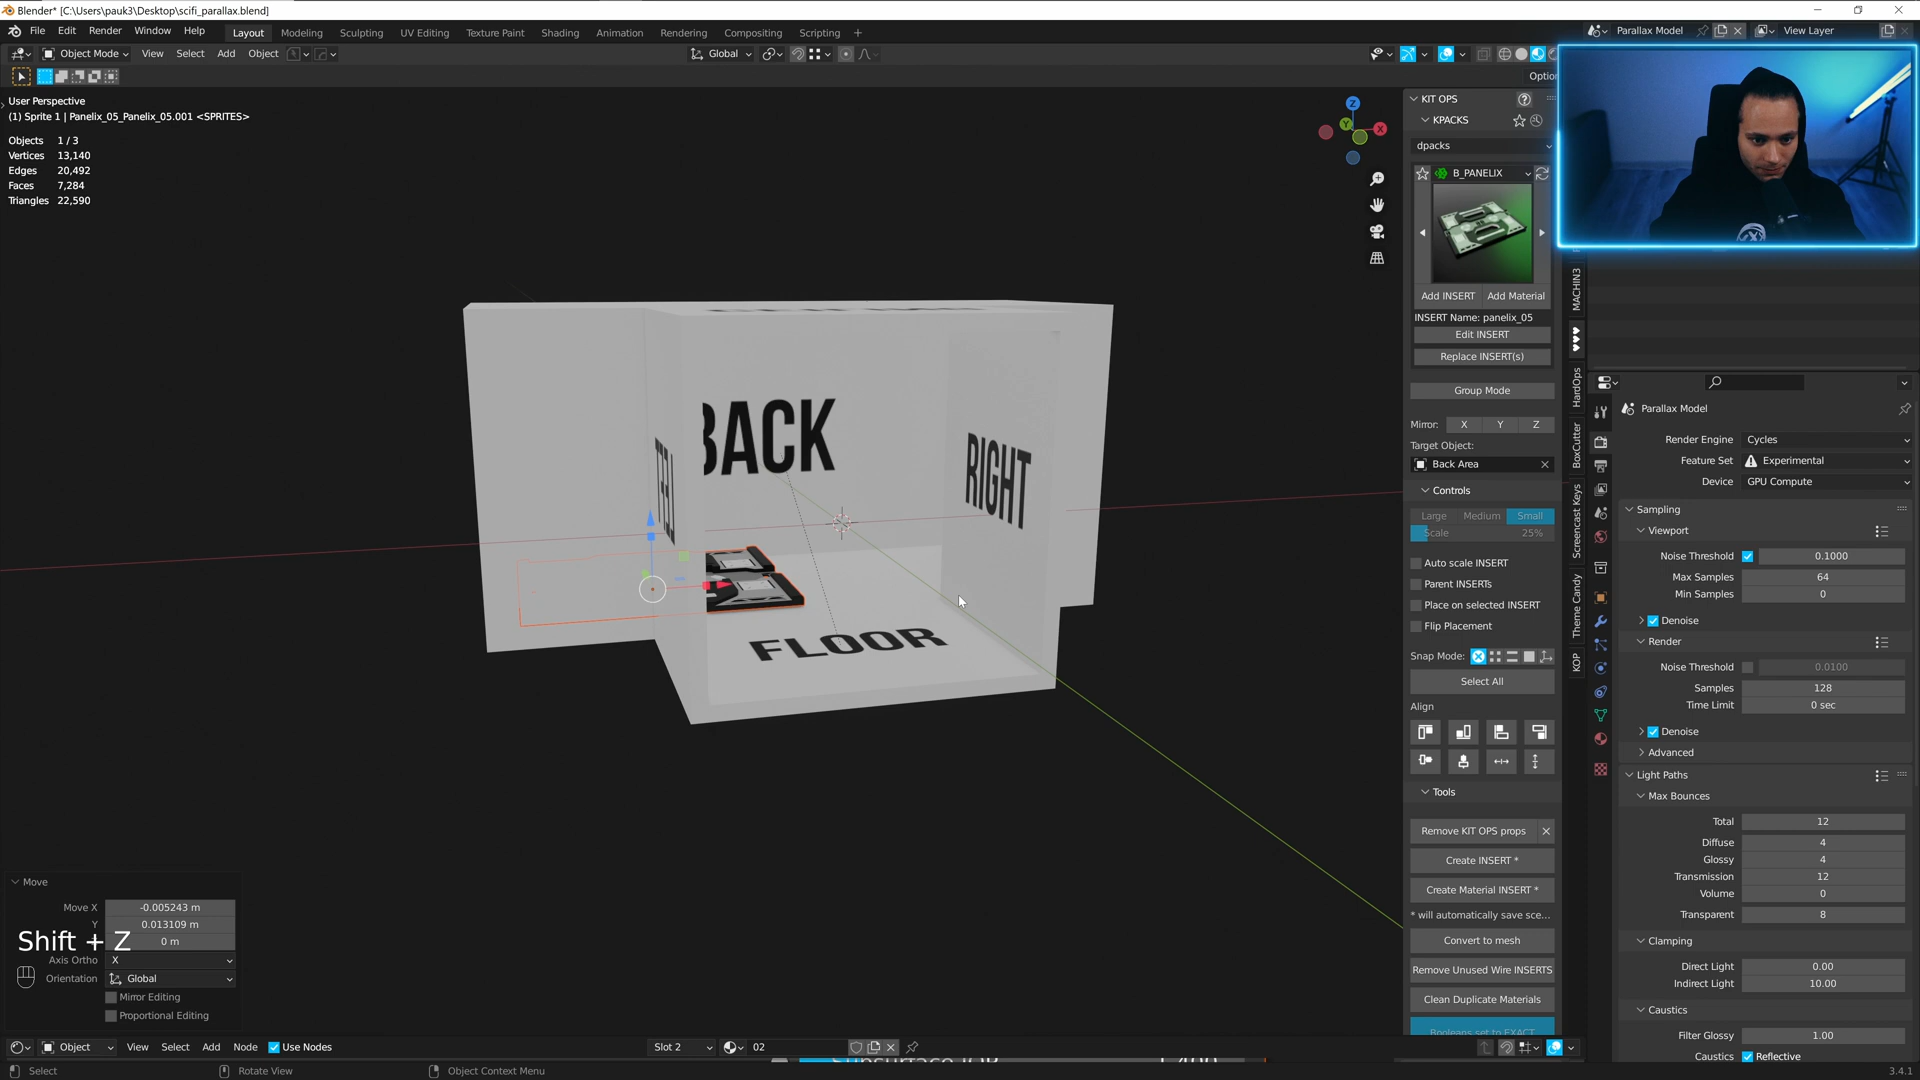 Blender* [C:\Users\pauk3\Desktop\scifi_parallax.blend]
File Edit Render Window Help Layout Modeling Sculpting UV Editing Texture Paint Shading Animation Rendering Compositing Scripting + Parallax Model View Layer
Object Mode View Select Add Object Global
Optio
User Perspective
(1) Sprite 1 | Panelix_05_Panelix_05.001 <SPRITES>
Objects 1 / 3
Vertices 13,140
Edges 20,492
Faces 7,284
Triangles 22,590
Z
Y
X
BACK
LEFT
RIGHT
FLOOR
KIT OPS
KPACKS
dpacks
B_PANELIX
Add INSERT Add Material
INSERT Name: panelix_05
Edit INSERT
Replace INSERT(s)
Group Mode
Mirror: X Y Z
Target Object:
Back Area
Controls
Large Medium Small
Scale 25%
Auto scale INSERT
Parent INSERTs
Place on selected INSERT
Flip Placement
Snap Mode:
Select All
Align
Tools
Remove KIT OPS props
Create INSERT *
Create Material INSERT *
* will automatically save sce...
Convert to mesh
Remove Unused Wire INSERTS
Clean Duplicate Materials
Booleans set to EXACT
MACHIN3
HardOps
BoxCutter
Screencast Keys
Theme Candy
KOP
Parallax Model
Render Engine Cycles
Feature Set Experimental
Device GPU Compute
Sampling
Viewport
Noise Threshold 0.1000
Max Samples 64
Min Samples 0
Denoise
Render
Noise Threshold 0.0100
Samples 128
Time Limit 0 sec
Denoise
Advanced
Light Paths
Max Bounces
Total 12
Diffuse 4
Glossy 4
Transmission 12
Volume 0
Transparent 8
Clamping
Direct Light 0.00
Indirect Light 10.00
Caustics
Filter Glossy 1.00
Caustics Reflective
Move
Move X -0.005243 m
Y 0.013109 m
0 m
Shift + Z
Axis Ortho X
Orientation Global
Mirror Editing
Proportional Editing
Object View Select Add Node Use Nodes Slot 2 02
Select Rotate View Object Context Menu 3.4.1